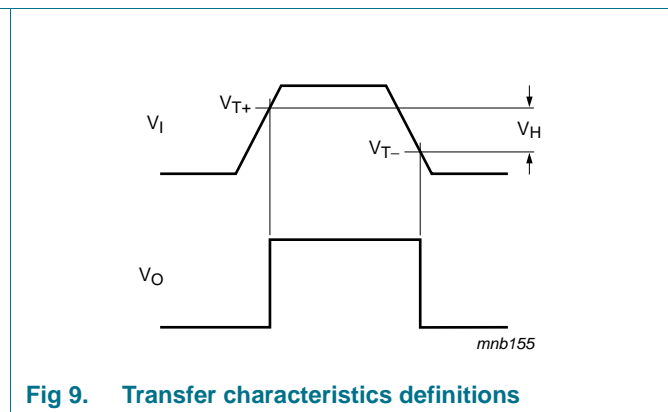 VT+
VI
VH
VT−
VO
mnb155
Fig 9. Transfer characteristics definitions